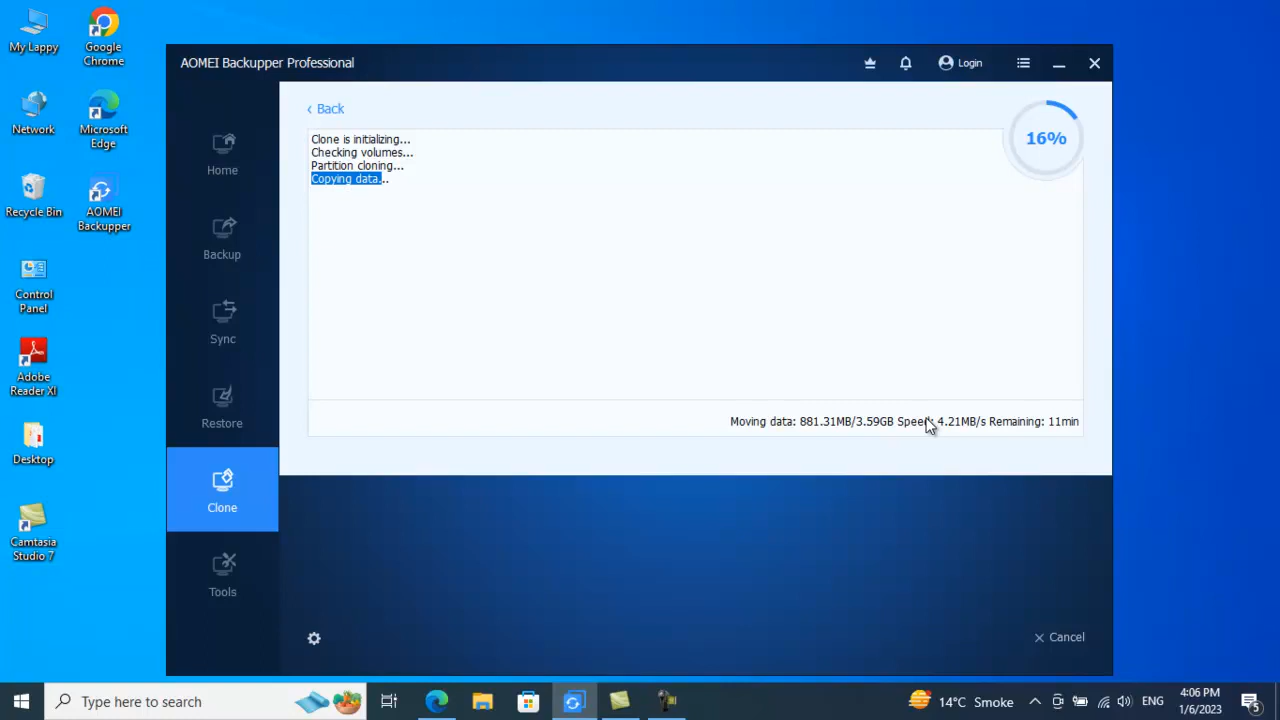 My Lappy
Google
Chrome
Network
Microsoft
Edge
Recycle Bin
AOMEI
Backupper
Control
Panel
Adobe
Reader XI
Desktop
Camtasia
Studio 7
AOMEI Backupper Professional
Login
Home
Backup
Sync
Restore
Clone
Tools
‹ Back
16%
Clone is initializing...
Checking volumes...
Partition cloning...
Copying data...
Moving data: 881.31MB/3.59GB Speed: 4.21MB/s Remaining: 11min
Cancel
Type here to search
14°C Smoke
ENG
4:06 PM
1/6/2023
5